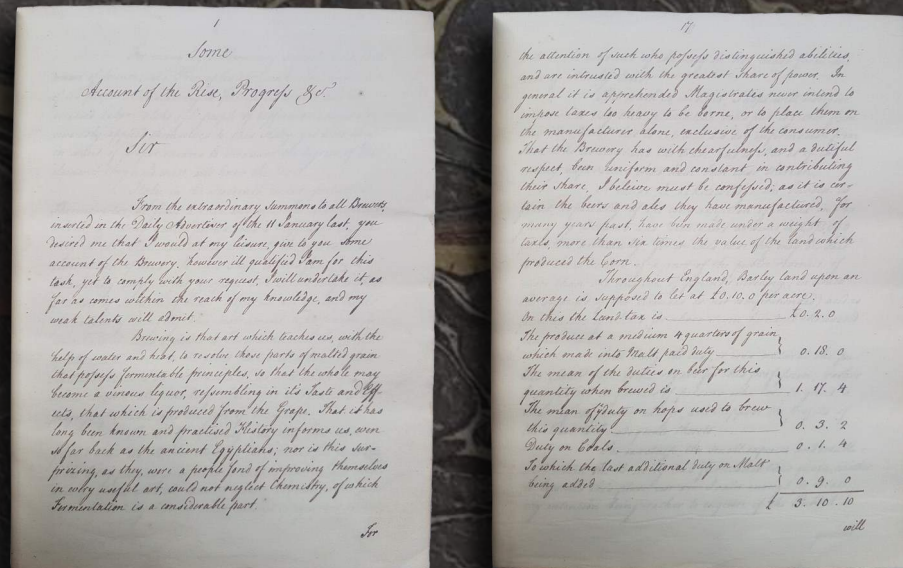 1
Some
Account of the Rise, Progress &c.
Sir
From the extraordinary Summons to all Brewers,
inserted in the Daily Advertiser of the 11 January last, you
desired me that I would at my leisure, give to you some
account of the Brewery. however ill qualified I am for this
task, yet to comply with your request, I will undertake it, as
far as comes within the reach of my knowledge, and my
weak talents will admit.
Brewing is that art which teaches us, with the
help of water and heat, to resolve those parts of malted grain
that possess fermentable principles, so that the whole may
become a vinous liquor, resembling in it's Taste and Eff-
ects, that which is produced from the Grape. That it has
long been known and practised History informs us, even
so far back as the ancient Egyptians; nor is this sur-
prizing, as they were a people fond of improving themselves
in every useful art, could not neglect Chemistry, of which
Fermentation is a considerable part.
For
17
the attention of such who possess distinguished abilities,
and are intrusted with the greatest share of power. In
general it is apprehended Magistrates never intend to
impose taxes too heavy to be borne, or to place them on
the manufacturer alone, exclusive of the consumer.
That the Brewery has with chearfulness, and a dutiful
respect, been uniform and constant in contributing
their share, I beleive must be confessed, as it is cer-
tain the beers and ales they have manufactured, for
many years past, have been made under a weight of
taxes more than six times the value of the land which
produced the Corn.
Throughout England, Barley land upon an
average is supposed to let at £0.10.0 per acre.
On this the Land tax is £0.2.0
The produce at a medium 4 quarters of grain
which made into Malt paid duty 0.18.0
The mean of the duties on beer for this
quantity when brewed is 1.17.4
The mean of ye duty on hops used to brew
this quantity 0.3.2
Duty on Coals 0.1.4
To which the last additional duty on Malt
being added 0.9.0
£ 3.10.10
will